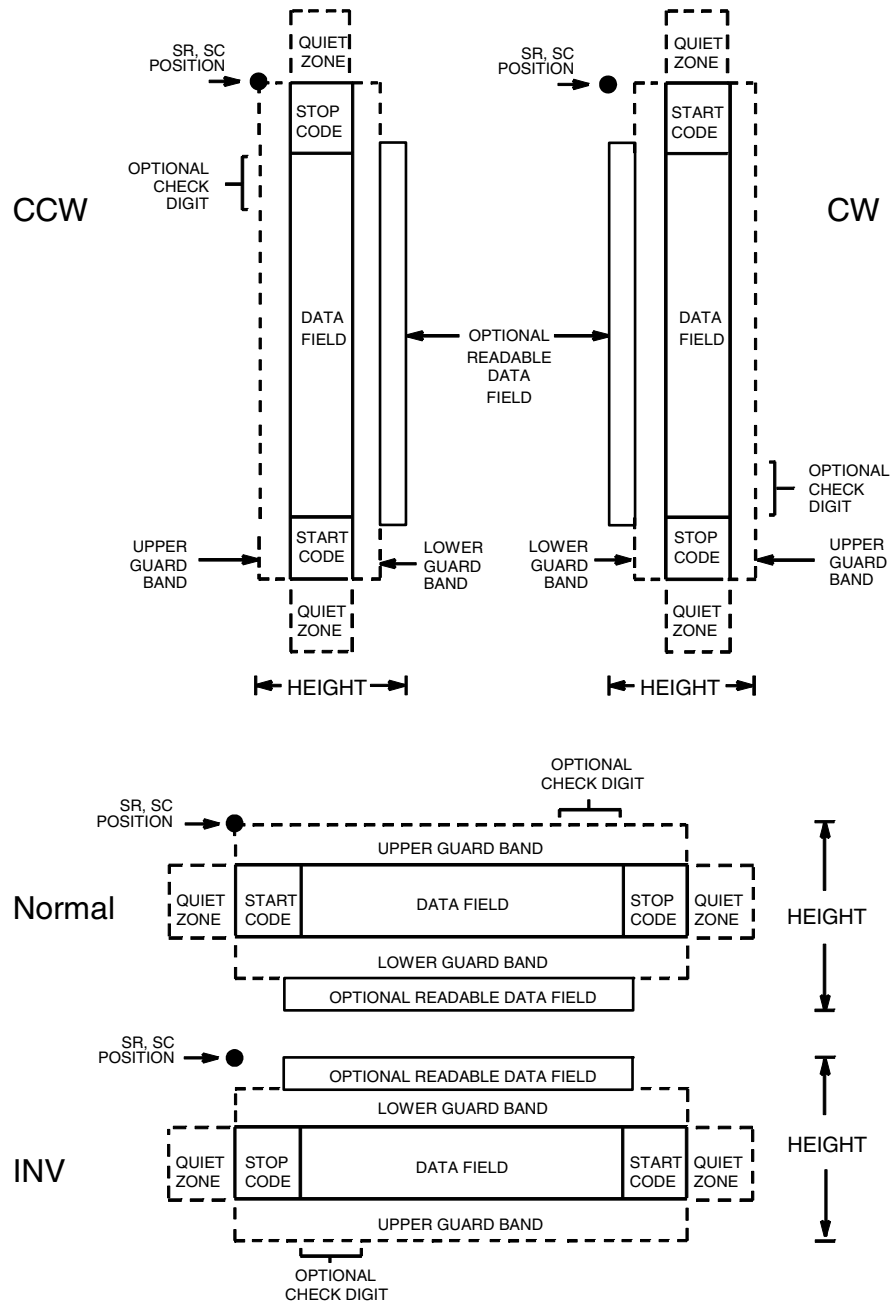 QUIET
ZONE
SR, SC
POSITION
STOP
CODE
OPTIONAL
CHECK
DIGIT
CCW
DATA
FIELD
START
CODE
UPPER
GUARD
BAND
LOWER
GUARD
BAND
QUIET
ZONE
HEIGHT
OPTIONAL
READABLE
DATA
FIELD
QUIET
ZONE
SR, SC
POSITION
START
CODE
CW
DATA
FIELD
OPTIONAL
CHECK
DIGIT
LOWER
GUARD
BAND
STOP
CODE
UPPER
GUARD
BAND
QUIET
ZONE
HEIGHT
OPTIONAL
CHECK DIGIT
SR, SC
POSITION
UPPER GUARD BAND
Normal
QUIET
ZONE
START
CODE
DATA FIELD
STOP
CODE
QUIET
ZONE
HEIGHT
LOWER GUARD BAND
OPTIONAL READABLE DATA FIELD
SR, SC
POSITION
OPTIONAL READABLE DATA FIELD
LOWER GUARD BAND
INV
QUIET
ZONE
STOP
CODE
DATA FIELD
START
CODE
QUIET
ZONE
HEIGHT
UPPER GUARD BAND
OPTIONAL
CHECK DIGIT